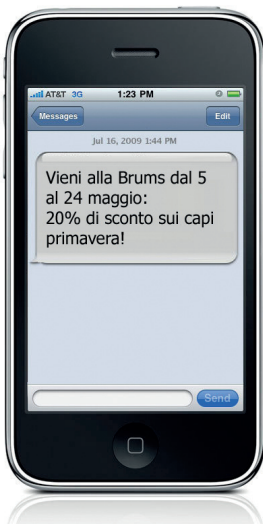 AT&T 3G 1:23 PM
Messages Edit
Jul 16, 2009 1:44 PM
Vieni alla Brums dal 5
al 24 maggio:
20% di sconto sui capi
primavera!
Send